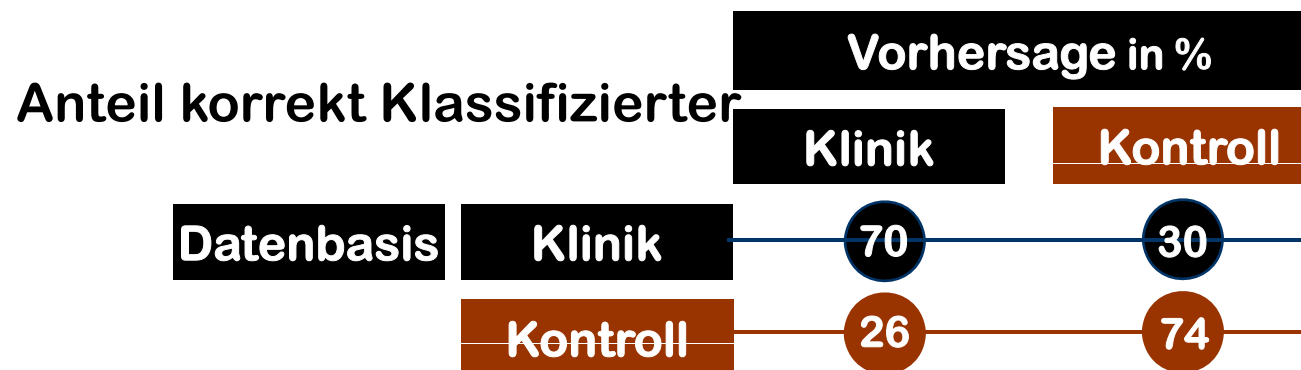 Vorhersage in %
Anteil korrekt Klassifizierter
Klinik Kontroll
Datenbasis Klinik 70 30
Kontroll 26 74